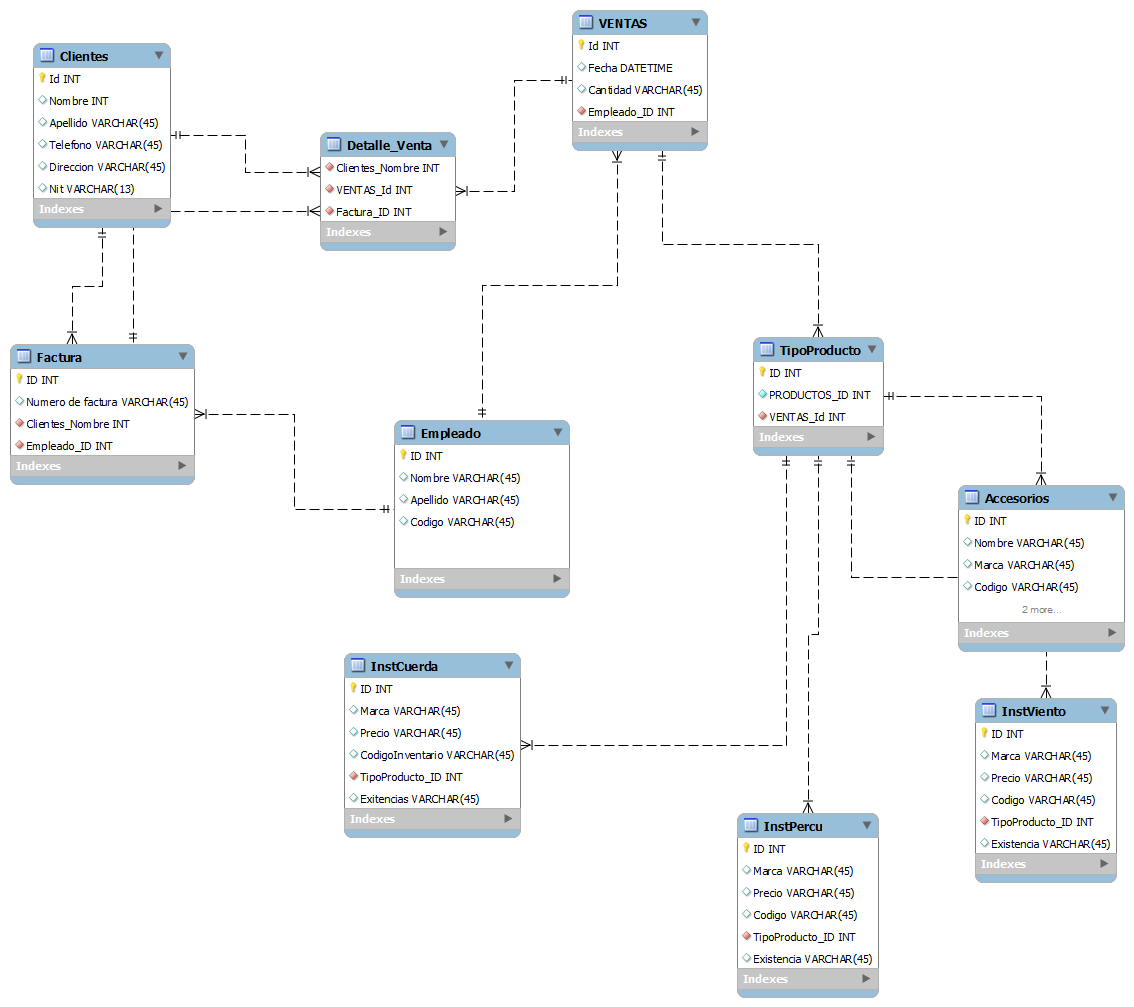 VENTAS
Id INT
Fecha DATETIME
Cantidad VARCHAR(45)
Empleado_ID INT
Indexes
Clientes
Id INT
Nombre INT
Apellido VARCHAR(45)
Telefono VARCHAR(45)
Direccion VARCHAR(45)
Nit VARCHAR(13)
Indexes
Detalle_Venta
Clientes_Nombre INT
VENTAS_Id INT
Factura_ID INT
Indexes
Factura
ID INT
Numero de factura VARCHAR(45)
Clientes_Nombre INT
Empleado_ID INT
Indexes
TipoProducto
ID INT
PRODUCTOS_ID INT
VENTAS_Id INT
Indexes
Empleado
ID INT
Nombre VARCHAR(45)
Apellido VARCHAR(45)
Codigo VARCHAR(45)
Indexes
Accesorios
ID INT
Nombre VARCHAR(45)
Marca VARCHAR(45)
Codigo VARCHAR(45)
2 more...
Indexes
InstCuerda
ID INT
Marca VARCHAR(45)
Precio VARCHAR(45)
CodigoInventario VARCHAR(45)
TipoProducto_ID INT
Exitencias VARCHAR(45)
Indexes
InstViento
ID INT
Marca VARCHAR(45)
Precio VARCHAR(45)
Codigo VARCHAR(45)
TipoProducto_ID INT
Existencia VARCHAR(45)
Indexes
InstPercu
ID INT
Marca VARCHAR(45)
Precio VARCHAR(45)
Codigo VARCHAR(45)
TipoProducto_ID INT
Existencia VARCHAR(45)
Indexes